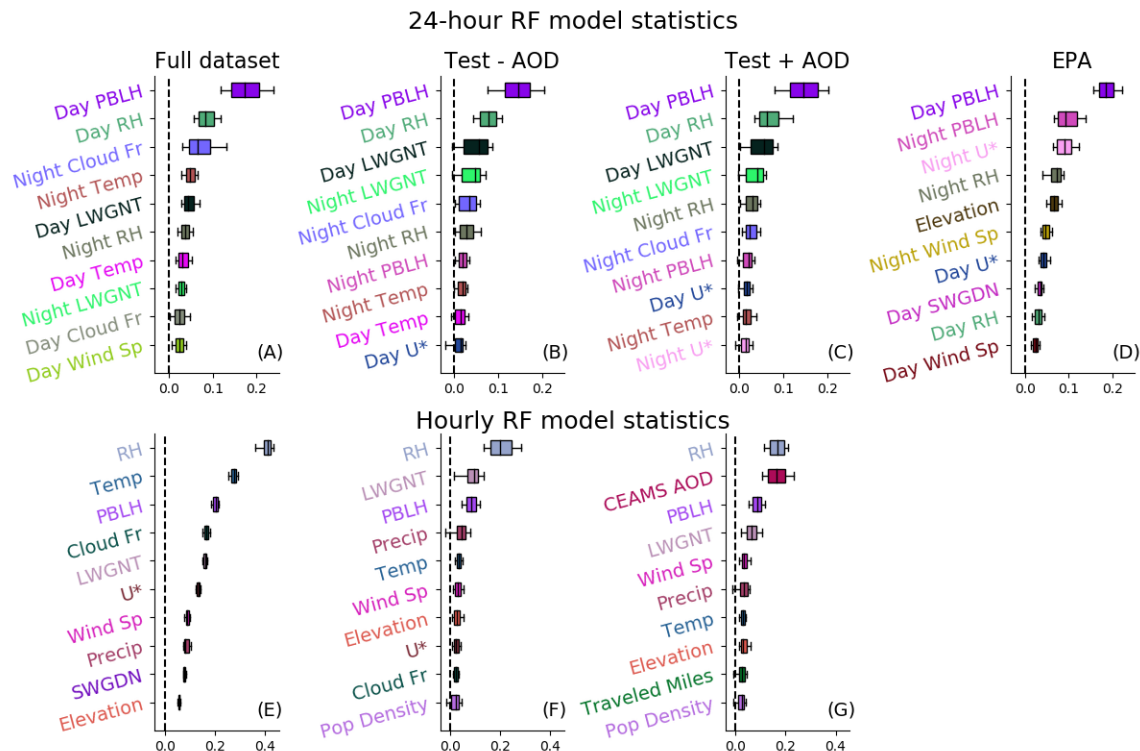 24-hour RF model statistics
Full dataset
Day PBLH
Day RH
Night Cloud Fr
Night Temp
Day LWGNT
Night RH
Day Temp
Night LWGNT
Day Cloud Fr
Day Wind Sp
(A)
0.0 0.1 0.2
Test - AOD
Day PBLH
Day RH
Day LWGNT
Night LWGNT
Night Cloud Fr
Night RH
Night PBLH
Night Temp
Day Temp
Day U*
(B)
0.0 0.1 0.2
Test + AOD
Day PBLH
Day RH
Day LWGNT
Night LWGNT
Night RH
Night Cloud Fr
Night PBLH
Day U*
Night Temp
Night U*
(C)
0.0 0.1 0.2
EPA
Day PBLH
Night PBLH
Night U*
Night RH
Elevation
Night Wind Sp
Day U*
Day SWGDN
Day RH
Day Wind Sp
(D)
0.0 0.1 0.2
Hourly RF model statistics
RH
Temp
PBLH
Cloud Fr
LWGNT
U*
Wind Sp
Precip
SWGDN
Elevation
(E)
0.0 0.2 0.4
RH
LWGNT
PBLH
Precip
Temp
Wind Sp
Elevation
U*
Cloud Fr
Pop Density
(F)
0.0 0.2 0.4
RH
CEAMS AOD
PBLH
LWGNT
Wind Sp
Precip
Temp
Elevation
Traveled Miles
Pop Density
(G)
0.0 0.2 0.4